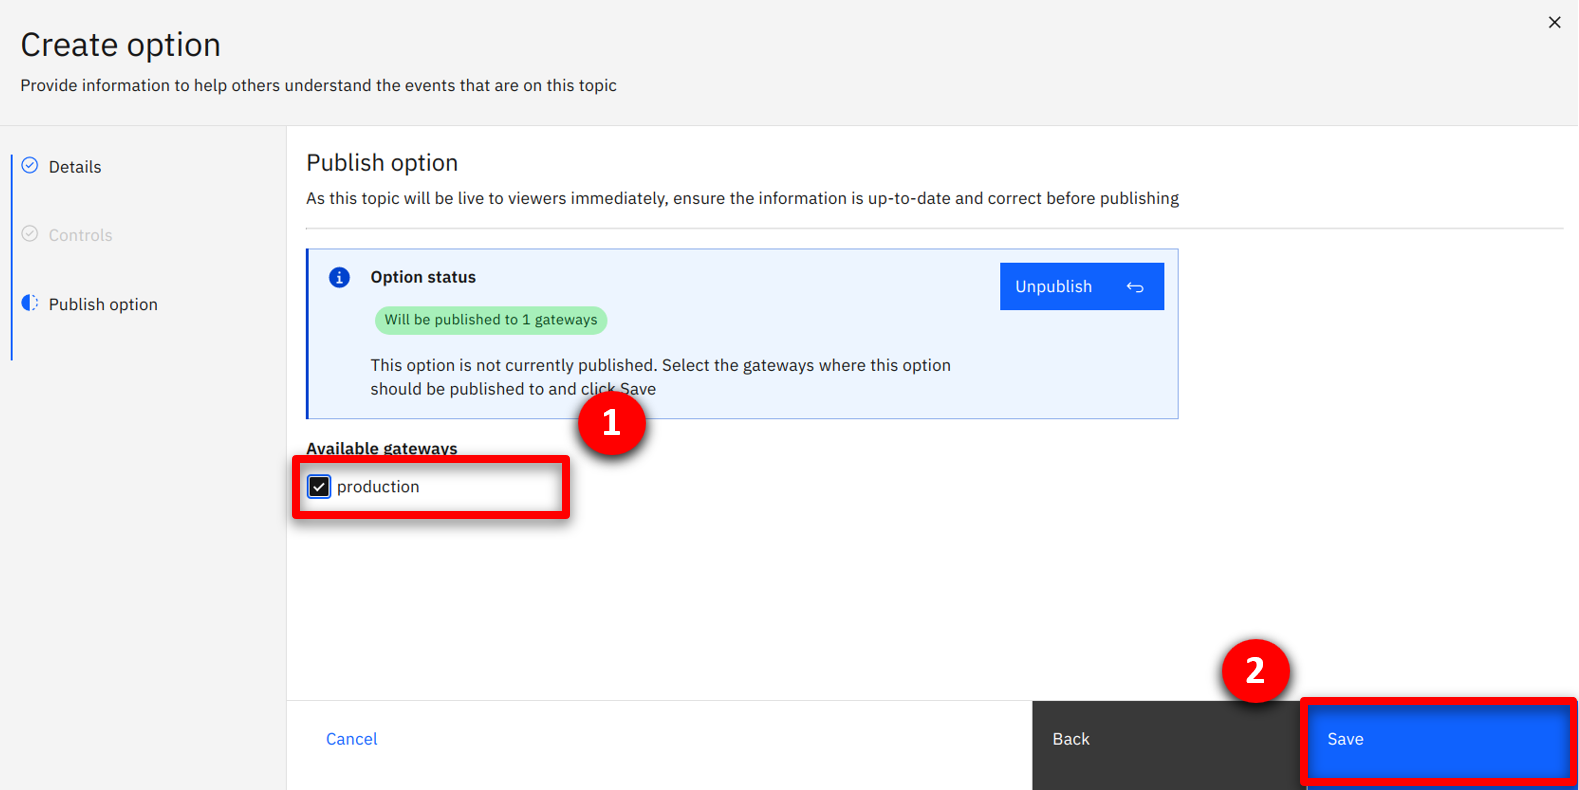 Create option
Provide information to help others understand the events that are on this topic
Details
Controls
Publish option
Publish option
As this topic will be live to viewers immediately, ensure the information is up-to-date and correct before publishing
Option status
Unpublish
Will be published to 1 gateways
This option is not currently published. Select the gateways where this option
should be published to and click Save
1
Available gateways
production
2
Cancel
Back
Save